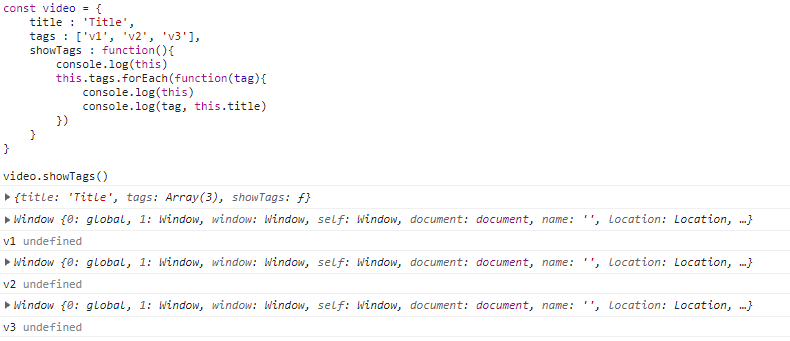 const video = {
    title : 'Title',
    tags : ['v1', 'v2', 'v3'],
    showTags : function(){
        console.log(this)
        this.tags.forEach(function(tag){
            console.log(this)
            console.log(tag, this.title)
        })
    }
}
video.showTags()
▶ {title: 'Title', tags: Array(3), showTags: ƒ}
▶ Window {0: global, 1: Window, window: Window, self: Window, document: document, name: '', location: Location, …}
v1 undefined
▶ Window {0: global, 1: Window, window: Window, self: Window, document: document, name: '', location: Location, …}
v2 undefined
▶ Window {0: global, 1: Window, window: Window, self: Window, document: document, name: '', location: Location, …}
v3 undefined